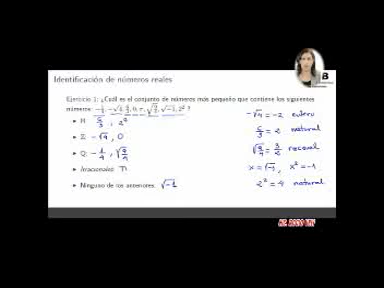 Identificación de números reales
Ejercicio 1: ¿Cuál es el conjunto de números más pequeño que contiene los siguientes
números: -1/4, -√4, 6/3, 0, π, √(9/4), √-1, 2² ?
• N: 6/3, 2²
• Z: -√4, 0
• Q: -1/4, √(9/4)
• Irracionales: π
• Ninguno de los anteriores: √-1
-√4 = -2 entero
6/3 = 2 natural
√(9/4) = 3/2 racional
x = √-1, x² = -1
2² = 4 natural
B